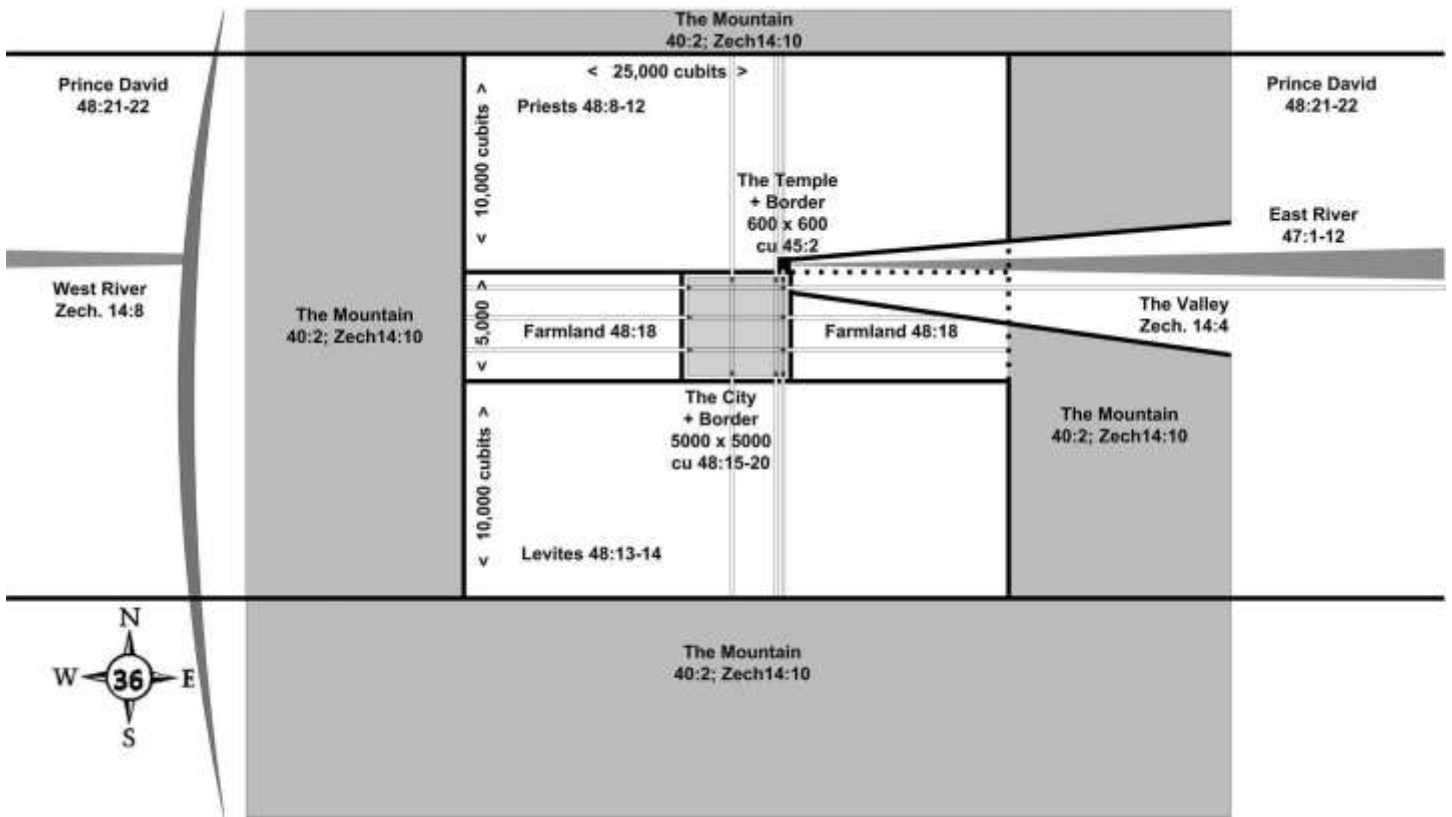 The Mountain
40:2; Zech14:10
< 25,000 cubits >
Prince David
48:21-22
Priests 48:8-12
< 10,000 cubits >
Prince David
48:21-22
The Temple
+ Border
600 x 600
cu 45:2
East River
47:1-12
West River
Zech. 14:8
The Mountain
40:2; Zech14:10
< 5,000 >
Farmland 48:18
Farmland 48:18
The Valley
Zech. 14:4
The City
+ Border
5000 x 5000
cu 48:15-20
The Mountain
40:2; Zech14:10
< 10,000 cubits >
Levites 48:13-14
N
W 36 E
S
The Mountain
40:2; Zech14:10